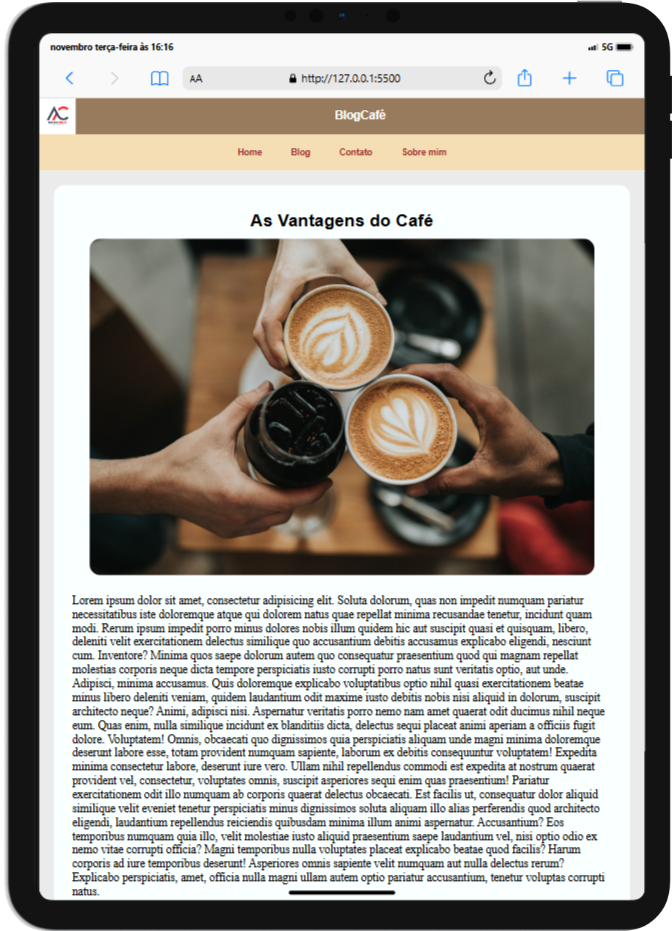 novembro terça-feira às 16:16
5G
AA
http://127.0.0.1:5500
AC
BlogCafé
Home Blog Contato Sobre mim
As Vantagens do Café
Lorem ipsum dolor sit amet, consectetur adipisicing elit. Soluta dolorum, quas non impedit numquam pariatur
necessitatibus iste doloremque atque qui dolorem natus quae repellat minima recusandae tenetur, incidunt quam
modi. Rerum ipsum impedit porro minus dolores nobis illum quidem hic aut suscipit quasi et quisquam, libero,
deleniti velit exercitationem delectus similique quo accusantium debitis accusamus explicabo eligendi, nesciunt
cum. Inventore? Minima quos saepe dolorum autem quo consequatur praesentium quod qui magnam repellat
molestias corporis neque dicta tempore perspiciatis iusto corrupti porro natus sunt veritatis optio, aut unde.
Adipisci, minima accusamus. Quis doloremque explicabo voluptatibus optio nihil quasi exercitationem beatae
minus libero deleniti veniam, quidem laudantium odit maxime iusto debitis nobis nisi aliquid in dolorum, suscipit
architecto neque? Animi, adipisci nisi. Aspernatur veritatis porro nemo nam amet quaerat odit ducimus nihil neque
eum. Quas enim, nulla similique incidunt ex blanditiis dicta, delectus sequi placeat animi aperiam a officiis fugit
dolore. Voluptatem! Omnis, obcaecati quo dignissimos quia perspiciatis aliquam unde magni minima doloremque
deserunt labore esse, totam provident numquam sapiente, laborum ex debitis consequuntur voluptatem! Expedita
minima consectetur labore, deserunt iure vero. Ullam nihil repellendus commodi est expedita at nostrum quaerat
provident vel, consectetur, voluptates omnis, suscipit asperiores sequi enim quas praesentium! Pariatur
exercitationem odit illo numquam ab corporis quaerat delectus obcaecati. Est facilis ut, consequatur dolor aliquid
similique velit eveniet tenetur perspiciatis minus dignissimos soluta aliquam illo alias perferendis quod architecto
eligendi, laudantium repellendus reiciendis quibusdam minima illum animi aspernatur. Accusantium? Eos
temporibus numquam quia illo, velit molestiae iusto aliquid praesentium saepe laudantium vel, nisi optio odio ex
nemo vitae corrupti officia? Magni temporibus nulla voluptates placeat explicabo beatae quod facilis? Harum
corporis ad iure temporibus deserunt! Asperiores omnis sapiente velit numquam aut nulla delectus rerum?
Explicabo perspiciatis, amet, officia nulla magni ullam autem optio pariatur accusantium, tenetur voluptas corrupti
natus.